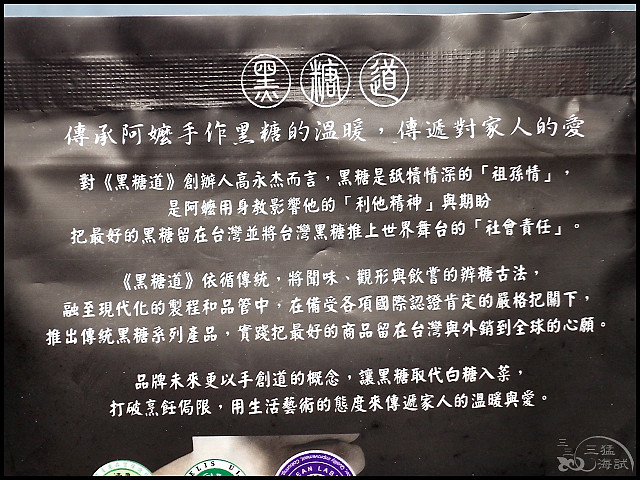 黑糖道
傳承阿嬤手作黑糖的溫暖，傳遞對家人的愛
對《黑糖道》創辦人高永杰而言，黑糖是舐犢情深的「祖孫情」，
是阿嬤用身教影響他的「利他精神」與期盼
把最好的黑糖留在台灣並將台灣黑糖推上世界舞台的「社會責任」。
《黑糖道》依循傳統，將聞味、觀形與飲嘗的辨糖古法，
融至現代化的製程和品管中，在備受各項國際認證肯定的嚴格把關下，
推出傳統黑糖系列產品，實踐把最好的商品留在台灣與外銷到全球的心願。
品牌未來更以手創道的概念，讓黑糖取代白糖入菜，
打破烹飪侷限，用生活藝術的態度來傳遞家人的溫暖與愛。
三猛
海試